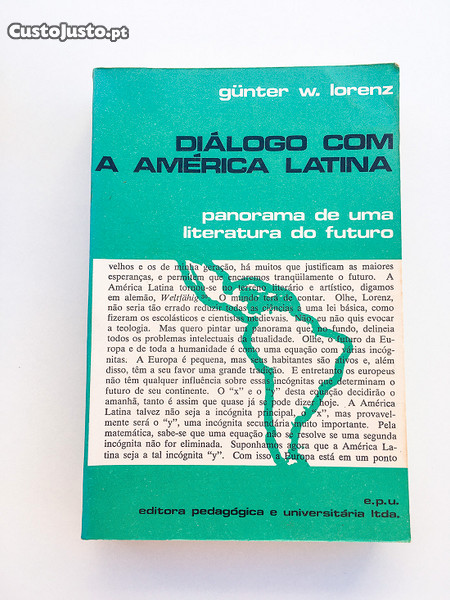 CustoJusto.pt
günter w. lorenz
DIÁLOGO COM
A AMÉRICA LATINA
panorama de uma
literatura do futuro
velhos e os de minha geração, há muitos que justificam as maiores
esperanças, e permitem que encaremos tranqüilamente o futuro. A
América Latina tornou-se no terreno literário e artístico, digamos
em alemão, Weltfähig. O mundo terá de contar. Olhe, Lorenz,
não seria tão errado reduzir todas as ciências a uma lei básica, como
fizeram os escolásticos e cientistas medievais. Não, eu não quis evocar
a teologia. Mas quero pintar um panorama que, no fundo, delineia
todos os problemas intelectuais da atualidade. Olhe, o futuro da Eu-
ropa e de toda a humanidade é como uma equação com várias incóg-
nitas. A Europa é pequena, mas seus habitantes são ativos e, além
disso, têm a seu favor uma grande tradição. E entretanto os europeus
não têm qualquer influência sobre essas incógnitas que determinam o
futuro de seu continente. O "x" e o "y" desta equação decidirão o
amanhã, tanto é assim que quase já se pode dizer hoje. A América
Latina talvez não seja a incógnita principal, o "x", mas provavel-
mente será o "y", uma incógnita secundária muito importante. Pela
matemática, sabe-se que uma equação não se resolve se uma segunda
incógnita não for eliminada. Suponhamos agora que a América La-
tina seja a tal incógnita "y". Com isso a Europa está em um ponto
e.p.u.
editora pedagógica e universitária ltda.